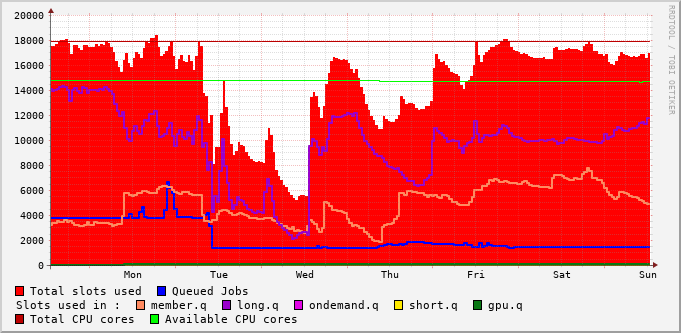 20000
18000
16000
14000
12000
10000
8000
6000
4000
2000
0
Mon Tue Wed Thu Fri Sat Sun
RRDTOOL / TOBI OETIKER
Total slots used Queued Jobs
Slots used in : member.q long.q ondemand.q short.q gpu.q
Total CPU cores Available CPU cores